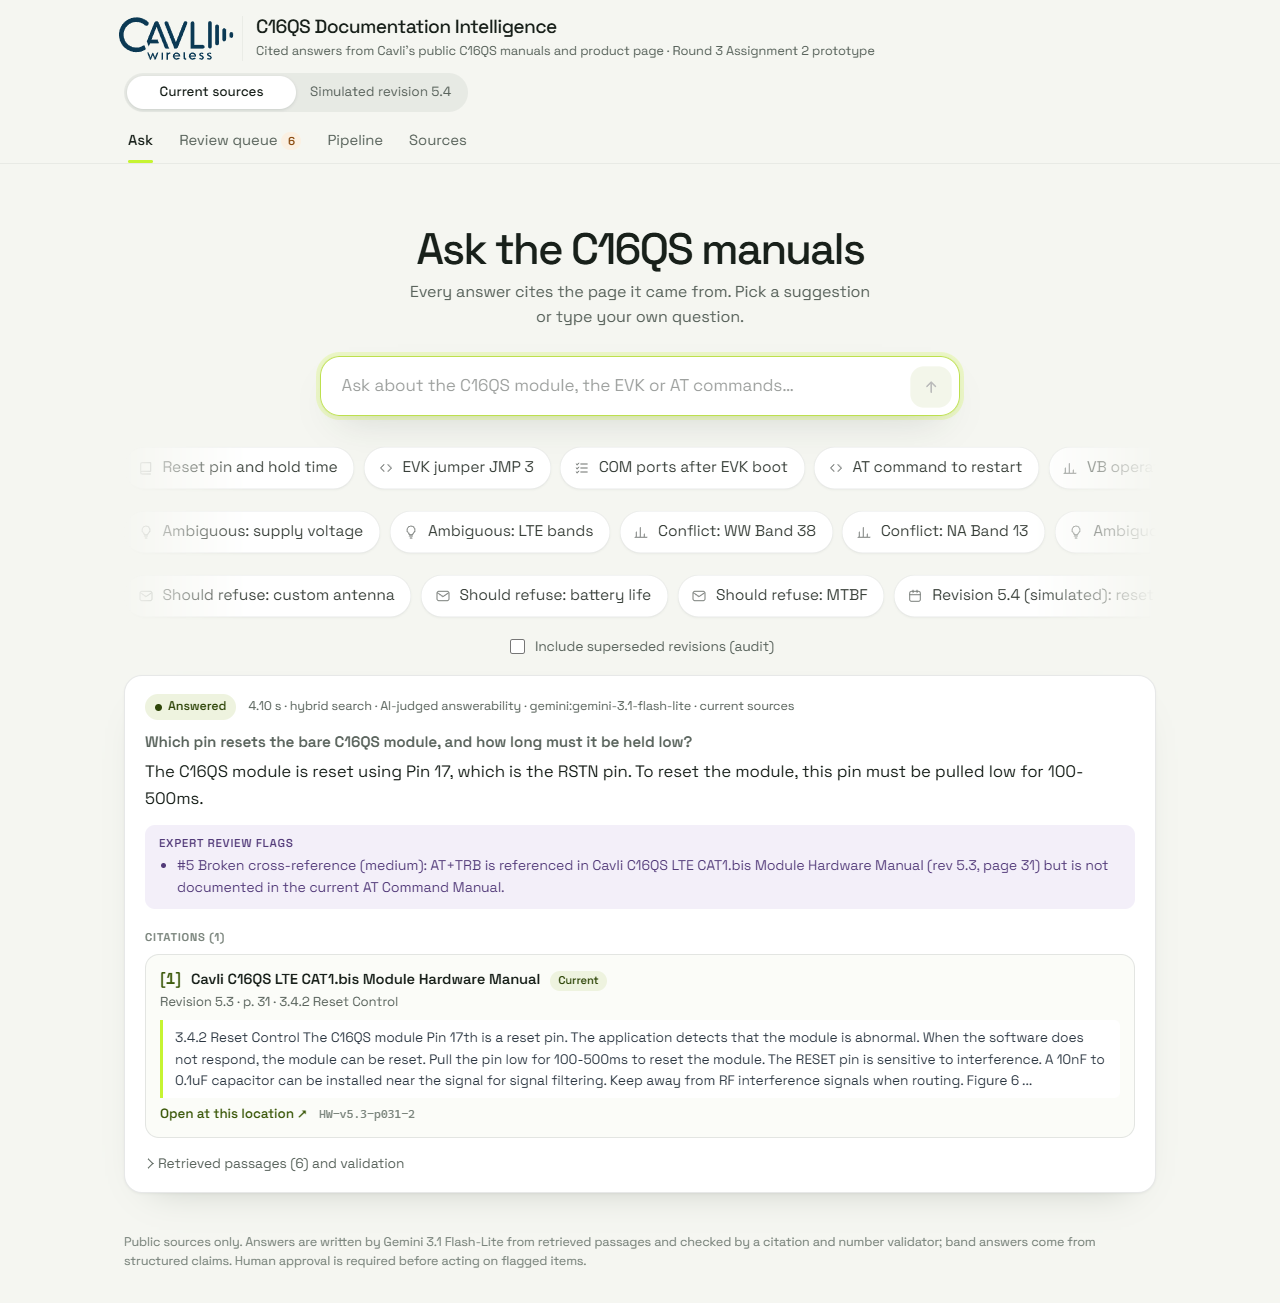 CAVLI
wireless
C16QS Documentation Intelligence
Cited answers from Cavli's public C16QS manuals and product page · Round 3 Assignment 2 prototype
Current sources
Simulated revision 5.4
Ask
Review queue 6
Pipeline
Sources
Ask the C16QS manuals
Every answer cites the page it came from. Pick a suggestion
or type your own question.
Ask about the C16QS module, the EVK or AT commands…
Reset pin and hold time
EVK jumper JMP 3
COM ports after EVK boot
AT command to restart
VB opera
Ambiguous: supply voltage
Ambiguous: LTE bands
Conflict: WW Band 38
Conflict: NA Band 13
Ambiguo
Should refuse: custom antenna
Should refuse: battery life
Should refuse: MTBF
Revision 5.4 (simulated): reset
Include superseded revisions (audit)
Answered
4.10 s · hybrid search · AI-judged answerability · gemini:gemini-3.1-flash-lite · current sources
Which pin resets the bare C16QS module, and how long must it be held low?
The C16QS module is reset using Pin 17, which is the RSTN pin. To reset the module, this pin must be pulled low for 100-
500ms.
EXPERT REVIEW FLAGS
• #5 Broken cross-reference (medium): AT+TRB is referenced in Cavli C16QS LTE CAT1.bis Module Hardware Manual (rev 5.3, page 31) but is not
documented in the current AT Command Manual.
CITATIONS (1)
[1] Cavli C16QS LTE CAT1.bis Module Hardware Manual Current
Revision 5.3 · p. 31 · 3.4.2 Reset Control
3.4.2 Reset Control The C16QS module Pin 17th is a reset pin. The application detects that the module is abnormal. When the software does
not respond, the module can be reset. Pull the pin low for 100-500ms to reset the module. The RESET pin is sensitive to interference. A 10nF to
0.1uF capacitor can be installed near the signal for signal filtering. Keep away from RF interference signals when routing. Figure 6 ...
Open at this location ↗ HW-v5.3-p031-2
Retrieved passages (6) and validation
Public sources only. Answers are written by Gemini 3.1 Flash-Lite from retrieved passages and checked by a citation and number validator; band answers come from
structured claims. Human approval is required before acting on flagged items.